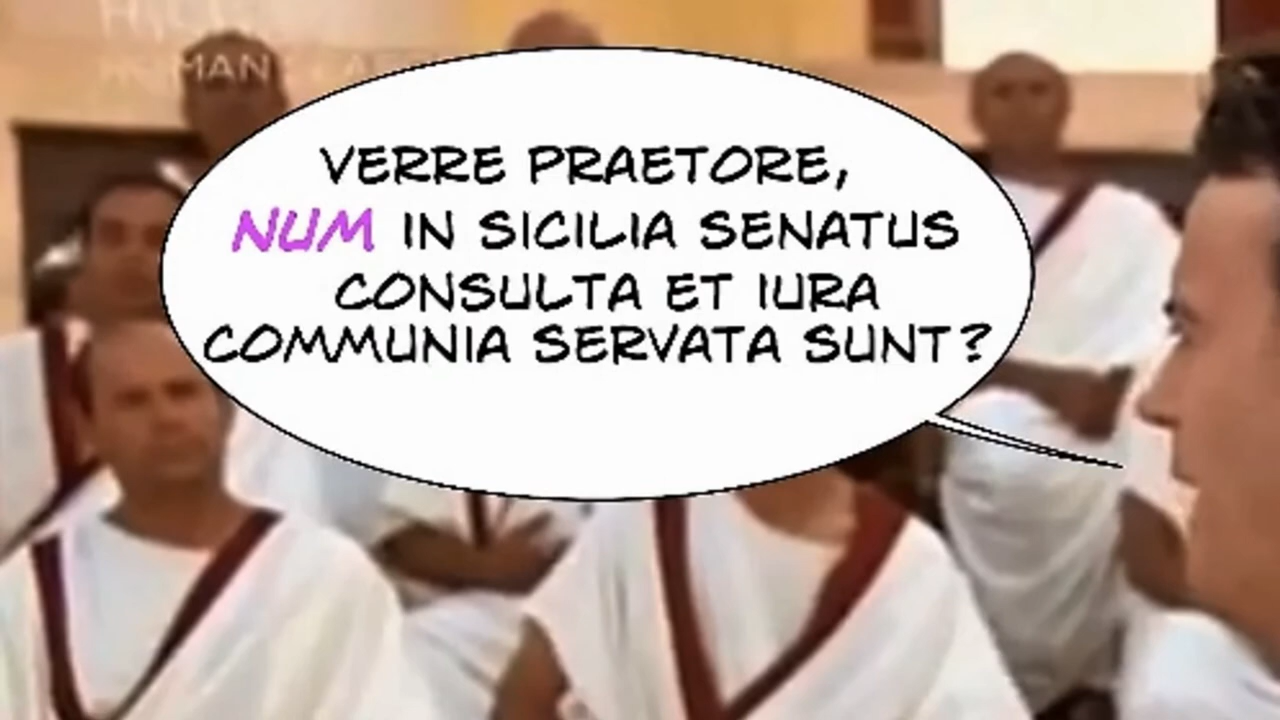 VERRE PRAETORE,
NUM IN SICILIA SENATUS
CONSULTA ET IURA
COMMUNIA SERVATA SUNT?